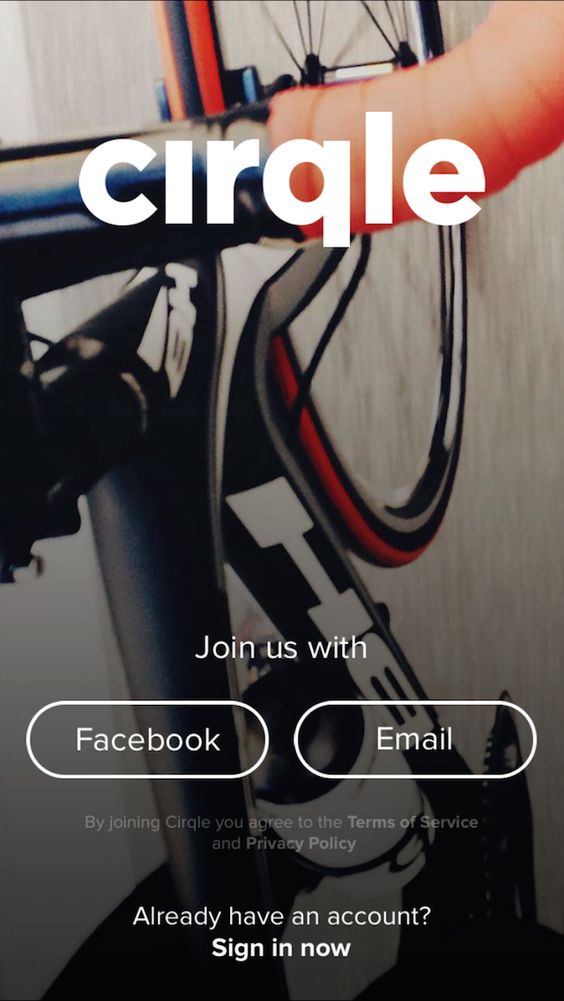 cırqle
Join us with
Facebook
Email
By joining Cirqle you agree to the Terms of Service
and Privacy Policy
Already have an account?
Sign in now